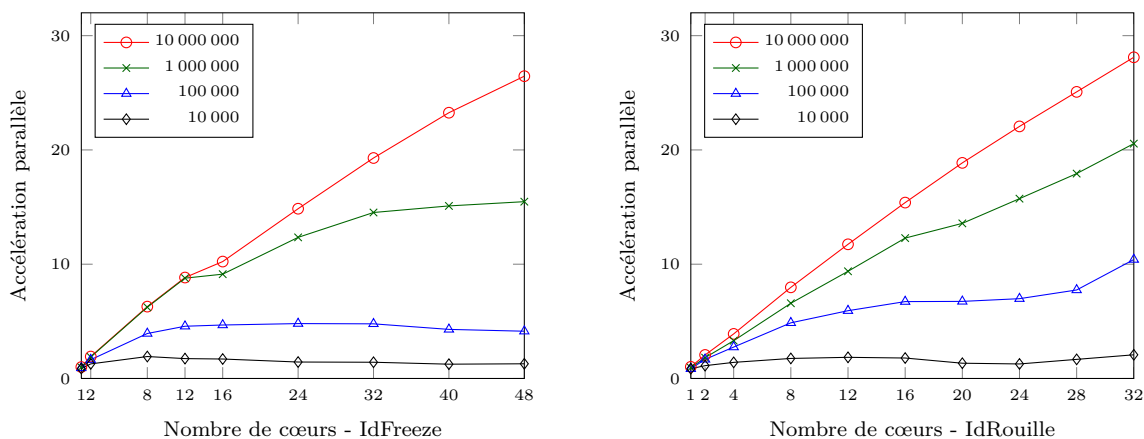 30
20
10
0
Accélération parallèle
10 000 000
1 000 000
100 000
10 000
1 2 8 12 16 24 32 40 48
Nombre de cœurs - IdFreeze
30
20
10
0
Accélération parallèle
10 000 000
1 000 000
100 000
10 000
1 2 4 8 12 16 20 24 28 32
Nombre de cœurs - IdRouille